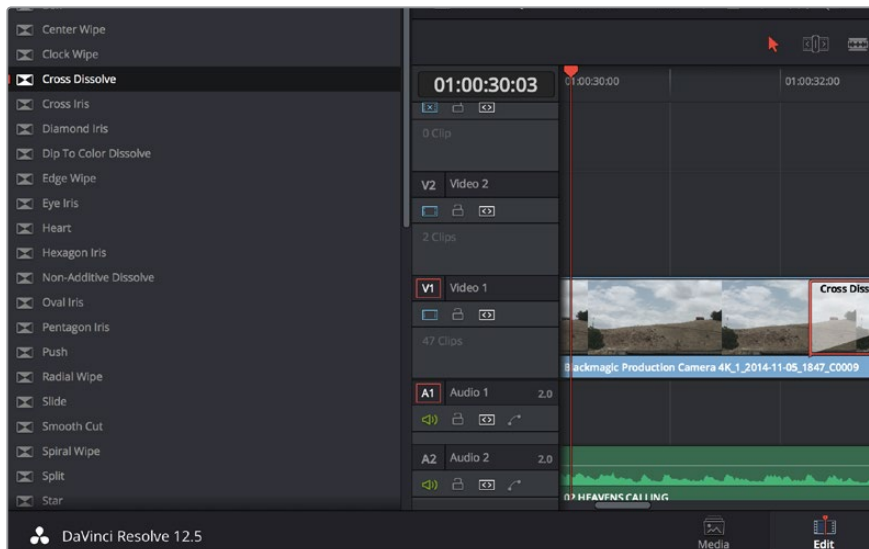 Center Wipe
Clock Wipe
Cross Dissolve
Cross Iris
Diamond Iris
Dip To Color Dissolve
Edge Wipe
Eye Iris
Heart
Hexagon Iris
Non-Additive Dissolve
Oval Iris
Pentagon Iris
Push
Radial Wipe
Slide
Smooth Cut
Spiral Wipe
Split
Star
01:00:30:03
01:00:30:00
01:00:32:00
0 Clip
V2 Video 2
2 Clips
V1 Video 1
47 Clips
Cross Diss
Blackmagic Production Camera 4K_1_2014-11-05_1847_C0009
A1 Audio 1 2.0
A2 Audio 2 2.0
02 HEAVENS CALLING
DaVinci Resolve 12.5
Media
Edit